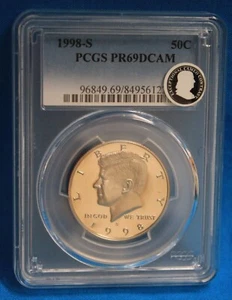 1998-S 50C
PCGS PR69DCAM
96849.69/8495612
LIBERTY
IN GOD WE TRUST
1998